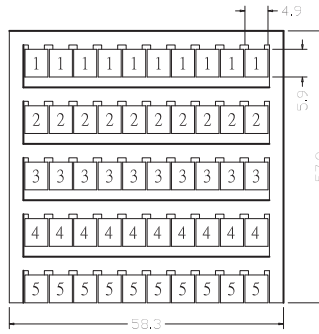 4.9
1 1 1 1 1 1 1 1 1 1
5.9
2 2 2 2 2 2 2 2 2 2
3 3 3 3 3 3 3 3 3 3
4 4 4 4 4 4 4 4 4 4
5 5 5 5 5 5 5 5 5 5
58.3